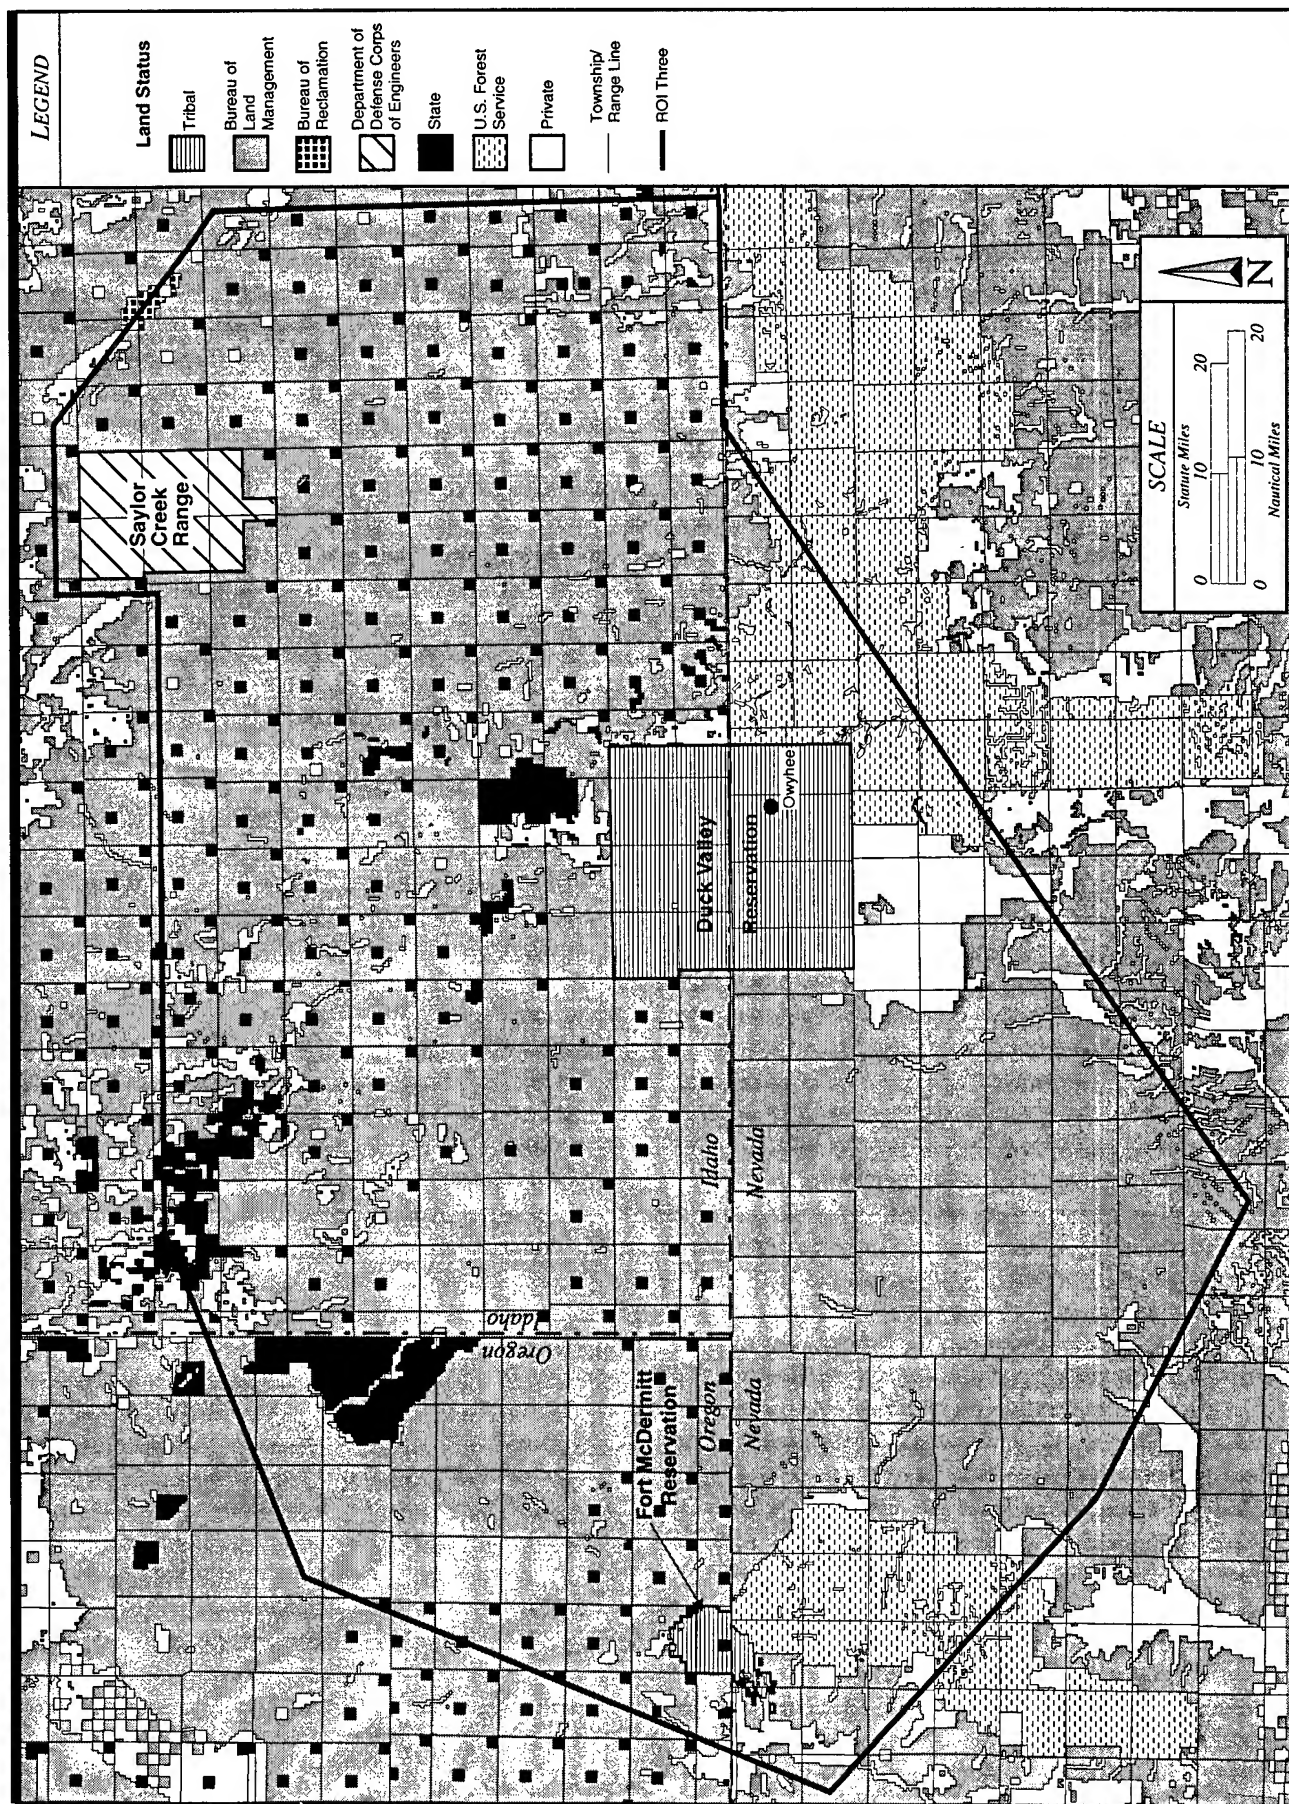 LEGEND
Land Status
Tribal
Bureau of
Land
Management
Bureau of
Reclamation
Department of
Defense Corps
of Engineers
State
U.S. Forest
Service
Private
Township/
Range Line
ROI Three
Saylor
Creek
Range
Duck Valley
Reservation
Owyhee
Idaho
Nevada
Idaho
Oregon
Fort McDermitt
Reservation
Oregon
Nevada
SCALE
Statute Miles
0 10 20
0 10 20
Nautical Miles
N